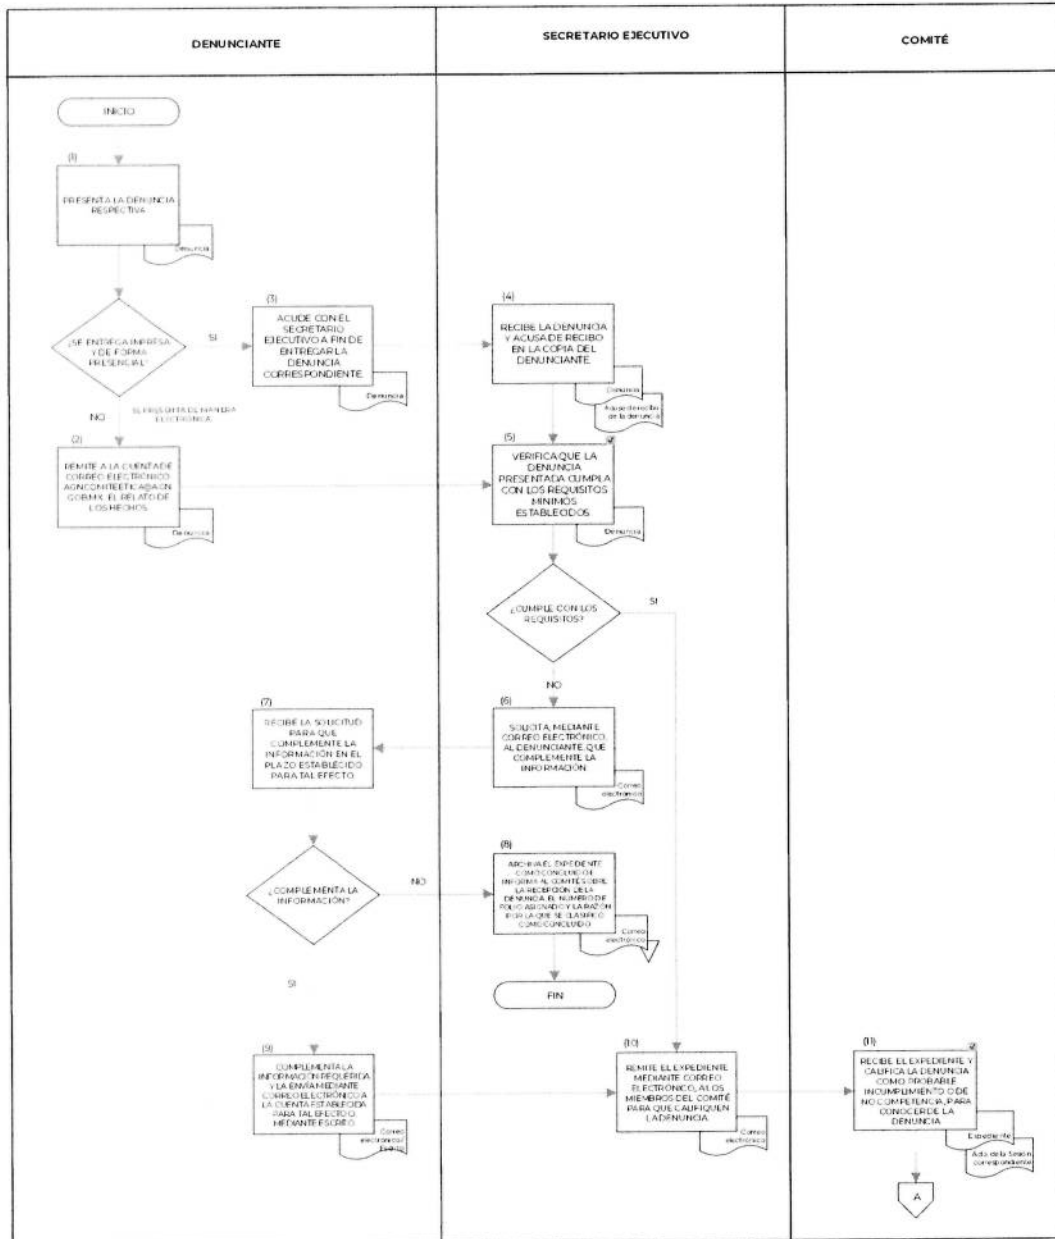 DENUNCIANTE
SECRETARIO EJECUTIVO
COMITÉ
INICIO
(1)
PRESENTA LA DENUNCIA
RESPECTIVA
Denuncia
¿SE ENTREGA IMPRESA
Y DE FORMA
PRESENCIAL?
SI
NO
SE PRESENTA DE MANERA
ELECTRÓNICA
(3)
ACUDE CON EL
SECRETARIO
EJECUTIVO A FIN DE
ENTREGAR LA
DENUNCIA
CORRESPONDIENTE
Denuncia
(4)
RECIBE LA DENUNCIA
Y ACUSA DE RECIBO
EN LA COPIA DEL
DENUNCIANTE
Denuncia
Acuse de recibo
de la denuncia
(2)
REMITE A LA CUENTA DE
CORREO ELECTRÓNICO
AGNCOMITEETICA@AGN.
GOB.MX. EL RELATO DE
LOS HECHOS
Denuncia
(5)
VERIFICA QUE LA
DENUNCIA
PRESENTADA CUMPLA
CON LOS REQUISITOS
MÍNIMOS
ESTABLECIDOS
Denuncia
¿CUMPLE CON LOS
REQUISITOS?
SI
NO
(7)
RECIBE LA SOLICITUD
PARA QUE
COMPLEMENTE LA
INFORMACIÓN EN EL
PLAZO ESTABLECIDO
PARA TAL EFECTO
(6)
SOLICITA, MEDIANTE
CORREO ELECTRÓNICO,
AL DENUNCIANTE, QUE
COMPLEMENTE LA
INFORMACIÓN
Correo
electrónico
¿COMPLEMENTA LA
INFORMACIÓN?
NO
SI
(8)
ARCHIVA EL EXPEDIENTE
COMO CONCLUIDO E
INFORMA AL COMITÉ SOBRE
LA RECEPCIÓN DE LA
DENUNCIA, EL NÚMERO DE
FOLIO ASIGNADO Y LA RAZÓN
POR LA QUE SE CLASIFICÓ
COMO CONCLUIDO
Correo
electrónico
FIN
(9)
COMPLEMENTA LA
INFORMACIÓN REQUERIDA
Y LA ENVÍA MEDIANTE
CORREO ELECTRÓNICO A
LA CUENTA ESTABLECIDA
PARA TAL EFECTO O
MEDIANTE ESCRITO
Correo
electrónico/
Escrito
(10)
REMITE EL EXPEDIENTE
MEDIANTE CORREO
ELECTRÓNICO, A LOS
MIEMBROS DEL COMITÉ
PARA QUE CALIFIQUEN
LA DENUNCIA
Correo
electrónico
(11)
RECIBE EL EXPEDIENTE Y
CALIFICA LA DENUNCIA
COMO PROBABLE
INCUMPLIMIENTO O DE
NO COMPETENCIA, PARA
CONOCER DE LA
DENUNCIA
Expediente
Acta de la Sesión
correspondiente
A